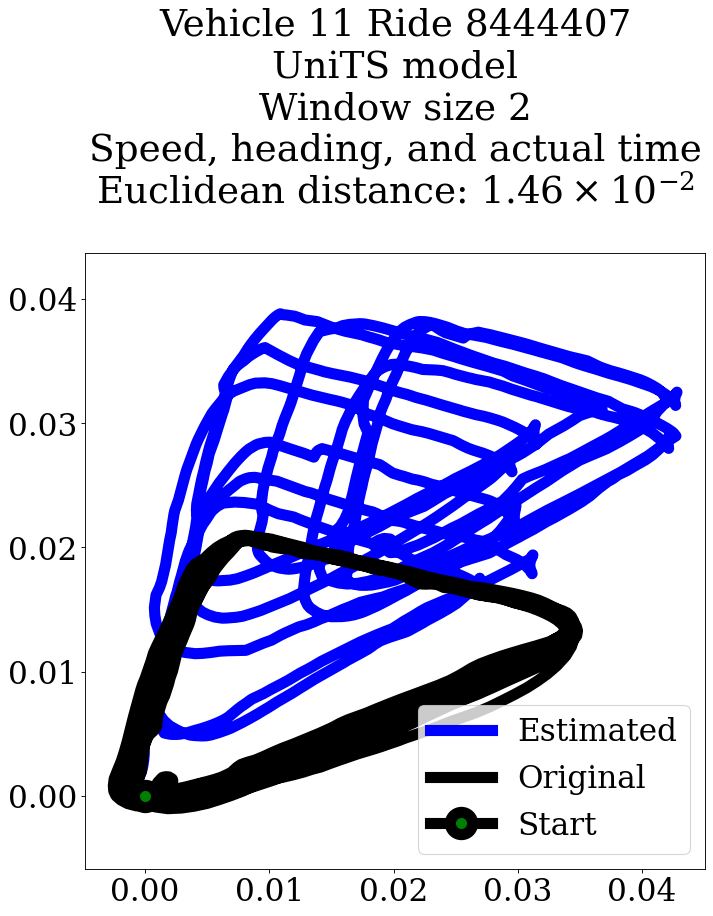 Vehicle 11 Ride 8444407
UniTS model
Window size 2
Speed, heading, and actual time
Euclidean distance: 1.46 × 10⁻²
0.04
0.03
0.02
0.01
0.00
Estimated
Original
Start
0.00 0.01 0.02 0.03 0.04